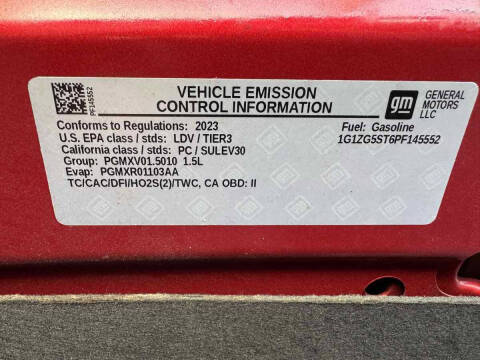 PF145552
VEHICLE EMISSION
CONTROL INFORMATION
gm
GENERAL
MOTORS
LLC
Conforms to Regulations: 2023
Fuel: Gasoline
U.S. EPA class / stds: LDV / TIER3
1G1ZG5ST6PF145552
California class / stds: PC / SULEV30
Group: PGMXV01.5010 1.5L
Evap: PGMXR01103AA
TC/CAC/DFI/HO2S(2)/TWC, CA OBD: II